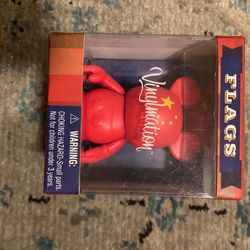 FLAGS
Vinylmation
WARNING:
CHOKING HAZARD-Small parts.
Not for children under 3 years.